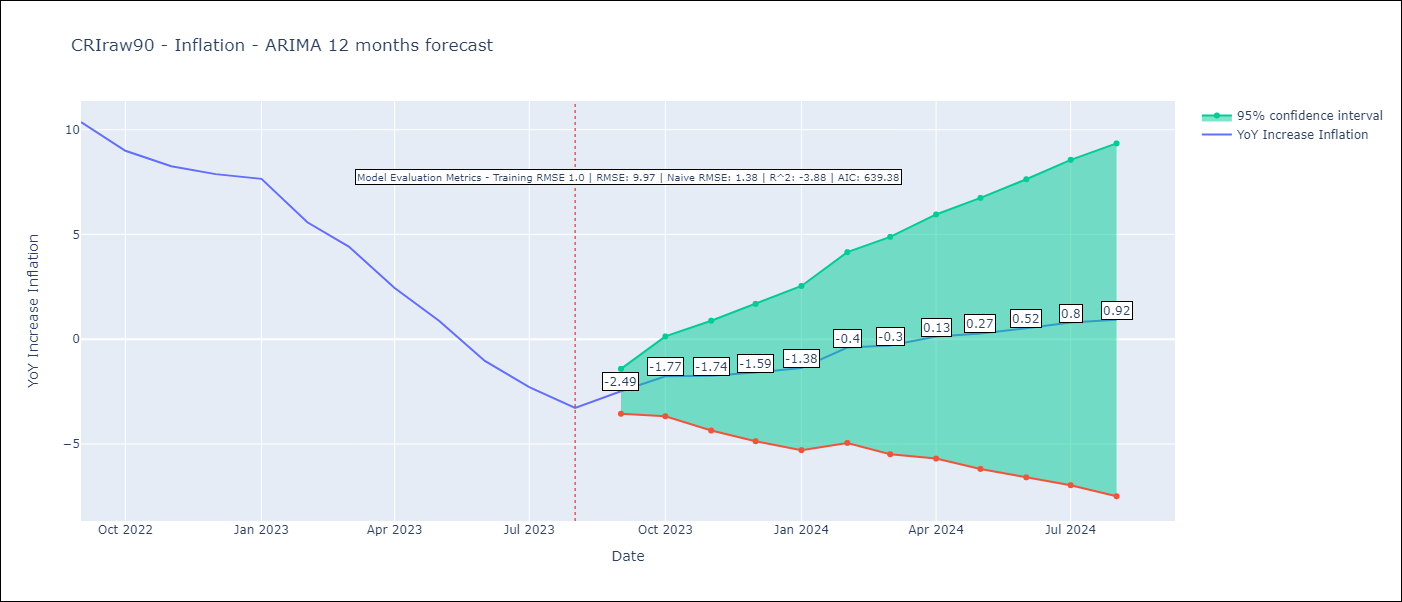 CRIraw90 - Inflation - ARIMA 12 months forecast
95% confidence interval
YoY Increase Inflation
Model Evaluation Metrics - Training RMSE 1.0 | RMSE: 9.97 | Naive RMSE: 1.38 | R^2: -3.88 | AIC: 639.38
YoY Increase Inflation
10
5
0
−5
-2.49
-1.77
-1.74
-1.59
-1.38
-0.4
-0.3
0.13
0.27
0.52
0.8
0.92
Oct 2022
Jan 2023
Apr 2023
Jul 2023
Oct 2023
Jan 2024
Apr 2024
Jul 2024
Date